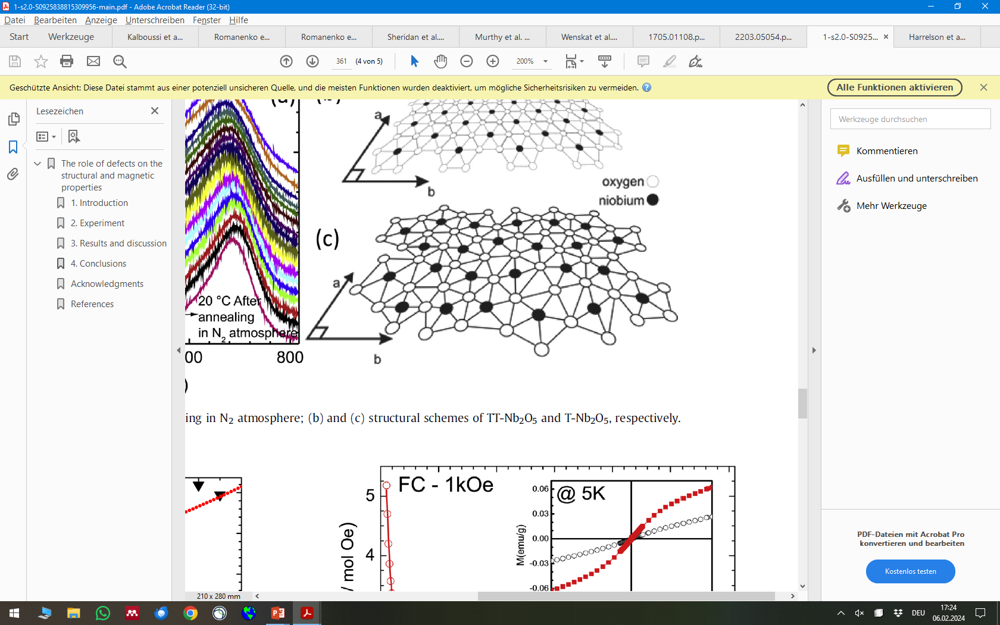 1-s2.0-S0925838815309956-main.pdf - Adobe Acrobat Reader (32-bit)
Datei Bearbeiten Anzeige Unterschreiben Fenster Hilfe
Start Werkzeuge Kalboussi et a... Romanenko e... Romanenko e... Sheridan et al.... Murthy et al. ... Wenskat et al.... 1705.01108.p... 2203.05054.p... 1-s2.0-S0925... Harrelson et a...
361 (4 von 5) 200%
Geschützte Ansicht: Diese Datei stammt aus einer potenziell unsicheren Quelle, und die meisten Funktionen wurden deaktiviert, um mögliche Sicherheitsrisiken zu vermeiden.
Alle Funktionen aktivieren
Lesezeichen
The role of defects on the
structural and magnetic
properties
1. Introduction
2. Experiment
3. Results and discussion
4. Conclusions
Acknowledgments
References
a
b
oxygen
niobium
(c)
a
b
20 °C After
annealing
in N₂ atmosphere
00 800
)
ing in N₂ atmosphere; (b) and (c) structural schemes of TT-Nb₂O₅ and T-Nb₂O₅, respectively.
FC - 1kOe
5
4
/ mol Oe)
@ 5K
M(emu/g)
0.06
0.03
0.00
-0.03
-0.06
210 x 280 mm
Werkzeuge durchsuchen
Kommentieren
Ausfüllen und unterschreiben
Mehr Werkzeuge
PDF-Dateien mit Acrobat Pro
konvertieren und bearbeiten
Kostenlos testen
DEU
17:24
06.02.2024